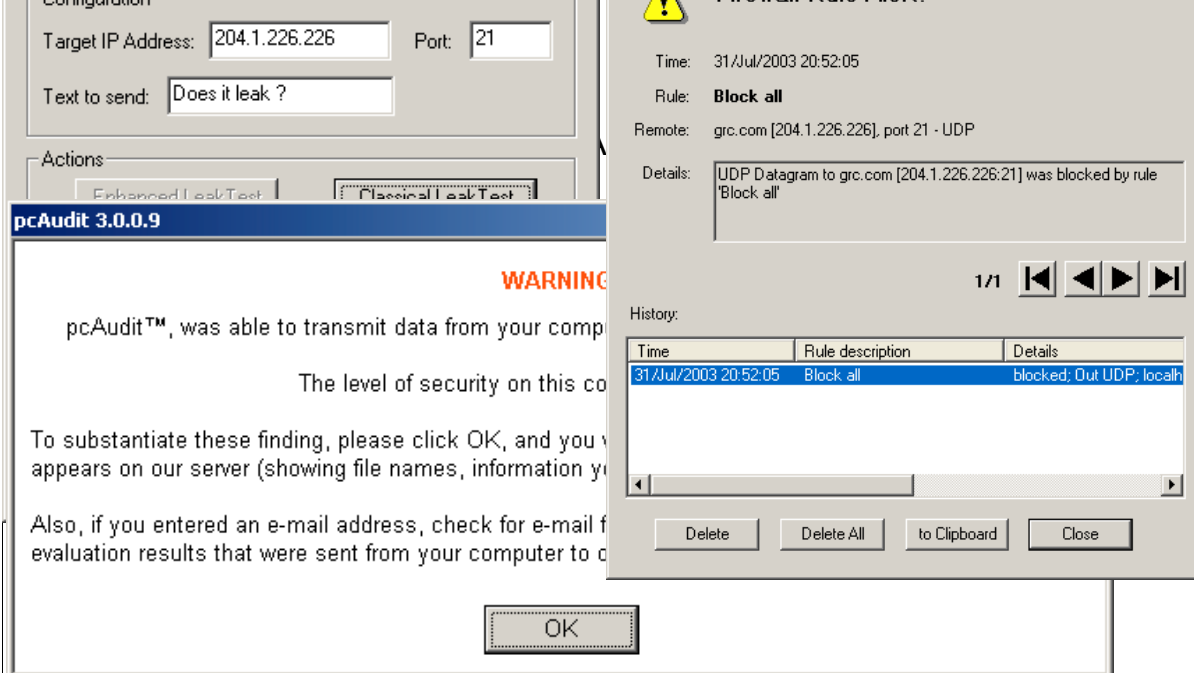 Configuration
Target IP Address: 204.1.226.226 Port: 21
Text to send: Does it leak ?
Actions
Enhanced LeakTest Classical LeakTest
pcAudit 3.0.0.9
WARNING
pcAudit™, was able to transmit data from your comp
The level of security on this co
To substantiate these finding, please click OK, and you
appears on our server (showing file names, information y
Also, if you entered an e-mail address, check for e-mail f
evaluation results that were sent from your computer to
OK
Firewall Rule Alert!
Time: 31/Jul/2003 20:52:05
Rule: Block all
Remote: grc.com [204.1.226.226], port 21 - UDP
Details: UDP Datagram to grc.com [204.1.226.226:21] was blocked by rule
'Block all'
1/1
History:
Time Rule description Details
31/Jul/2003 20:52:05 Block all blocked; Out UDP; localh
Delete Delete All to Clipboard Close